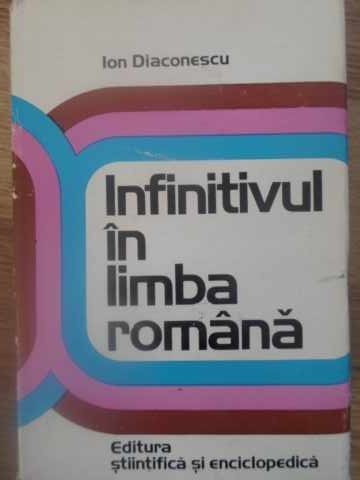 Ion Diaconescu
Infinitivul
în
limba
română
Editura
științifică și enciclopedică